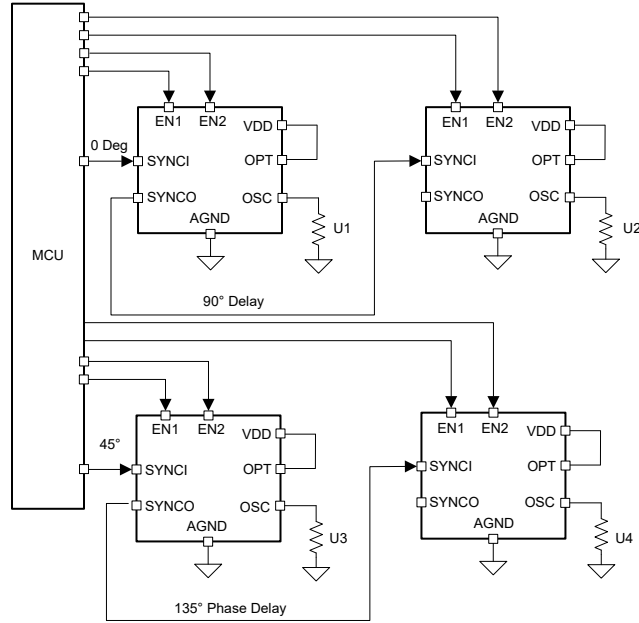 EN1 EN2
VDD
0 Deg
SYNCI
OPT
SYNCO
OSC
AGND
U1
EN1 EN2
VDD
SYNCI
OPT
SYNCO
OSC
AGND
U2
MCU
90° Delay
EN1 EN2
VDD
45°
SYNCI
OPT
SYNCO
OSC
AGND
U3
EN1 EN2
VDD
SYNCI
OPT
SYNCO
OSC
AGND
U4
135° Phase Delay